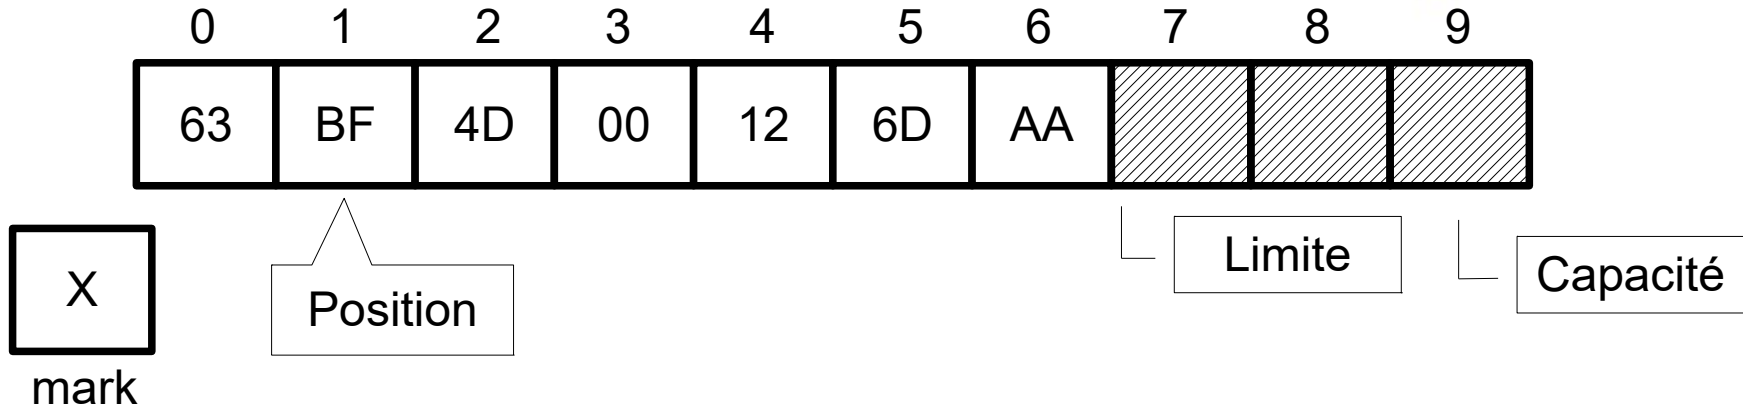 0 1 2 3 4 5 6 7 8 9
63 BF 4D 00 12 6D AA
X
Position
Limite
Capacité
mark